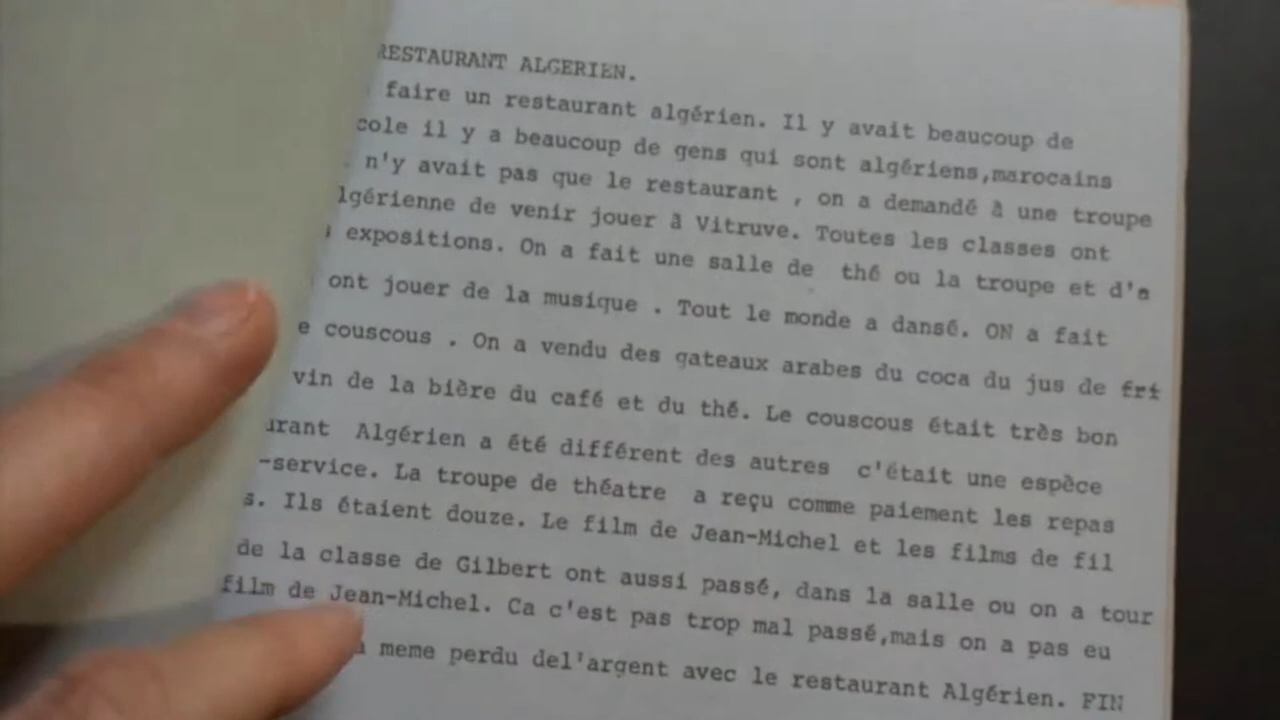 RESTAURANT ALGERIEN.
faire un restaurant algérien. Il y avait beaucoup de
cole il y a beaucoup de gens qui sont algériens,marocains
n'y avait pas que le restaurant , on a demandé à une troupe
lgérienne de venir jouer à Vitruve. Toutes les classes ont
expositions. On a fait une salle de thé ou la troupe et d'a
ont jouer de la musique . Tout le monde a dansé. ON a fait
e couscous . On a vendu des gateaux arabes du coca du jus de fri
vin de la bière du café et du thé. Le couscous était très bon
urant Algérien a été différent des autres c'était une espèce
-service. La troupe de théatre a reçu comme paiement les repas
s. Ils étaient douze. Le film de Jean-Michel et les films de fil
de la classe de Gilbert ont aussi passé, dans la salle ou on a tour
film de Jean-Michel. Ca c'est pas trop mal passé,mais on a pas eu
meme perdu del'argent avec le restaurant Algérien. FIN